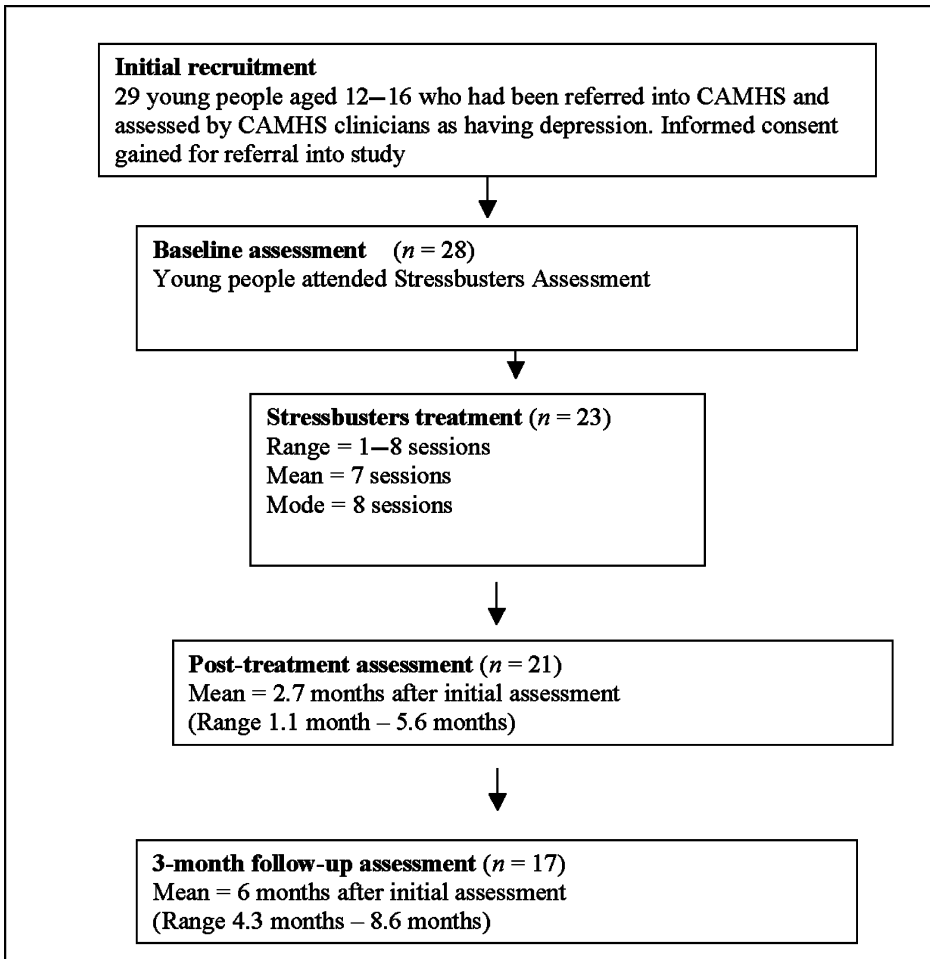 Initial recruitment
29 young people aged 12–16 who had been referred into CAMHS and
assessed by CAMHS clinicians as having depression. Informed consent
gained for referral into study
Baseline assessment (n = 28)
Young people attended Stressbusters Assessment
Stressbusters treatment (n = 23)
Range = 1–8 sessions
Mean = 7 sessions
Mode = 8 sessions
Post-treatment assessment (n = 21)
Mean = 2.7 months after initial assessment
(Range 1.1 month – 5.6 months)
3-month follow-up assessment (n = 17)
Mean = 6 months after initial assessment
(Range 4.3 months – 8.6 months)